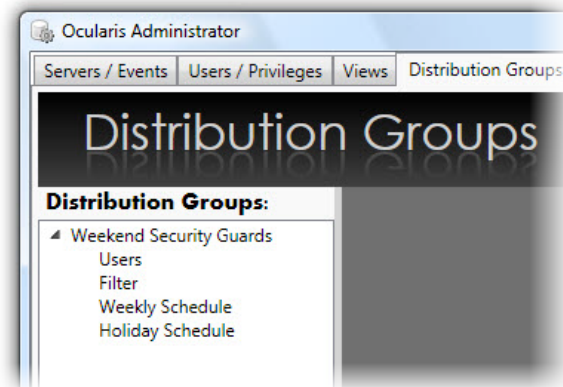 Ocularis Administrator
Servers / Events Users / Privileges Views Distribution Groups
Distribution Groups
Distribution Groups:
Weekend Security Guards
Users
Filter
Weekly Schedule
Holiday Schedule